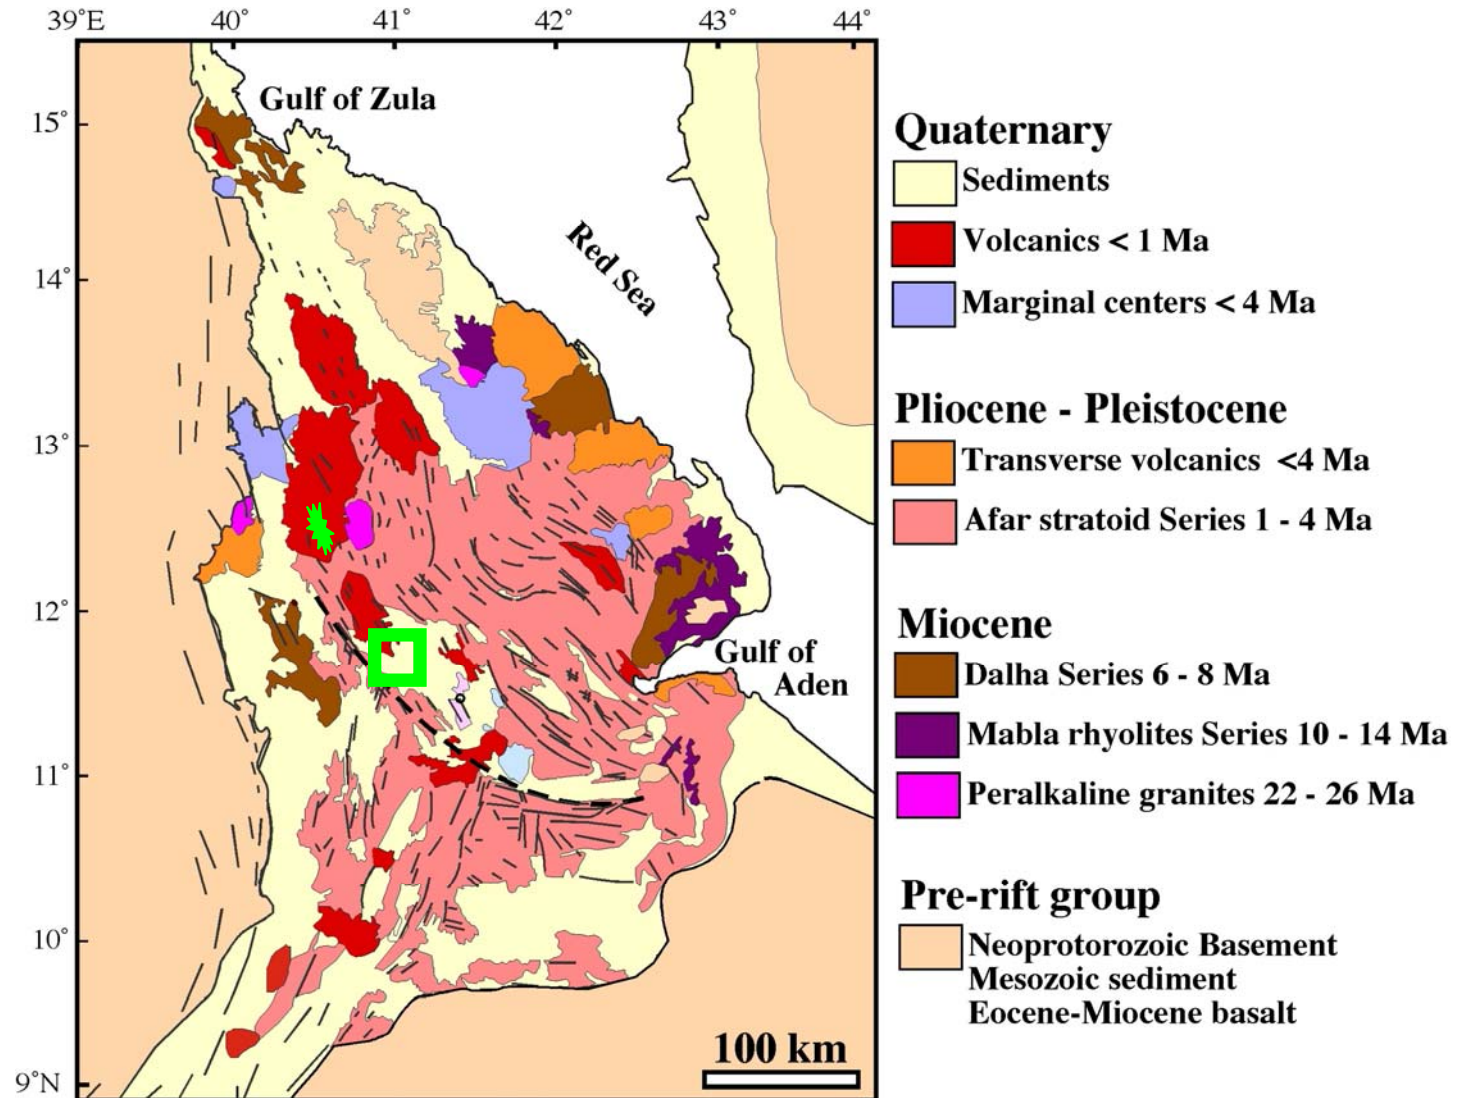 39˚E 40˚ 41˚ 42˚ 43˚ 44˚
15˚
14˚
13˚
12˚
11˚
10˚
9˚N
Gulf of Zula
Red Sea
Gulf of
Aden
100 km
Quaternary
Sediments
Volcanics < 1 Ma
Marginal centers < 4 Ma
Pliocene - Pleistocene
Transverse volcanics <4 Ma
Afar stratoid Series 1 - 4 Ma
Miocene
Dalha Series 6 - 8 Ma
Mabla rhyolites Series 10 - 14 Ma
Peralkaline granites 22 - 26 Ma
Pre-rift group
Neoprotorozoic Basement
Mesozoic sediment
Eocene-Miocene basalt